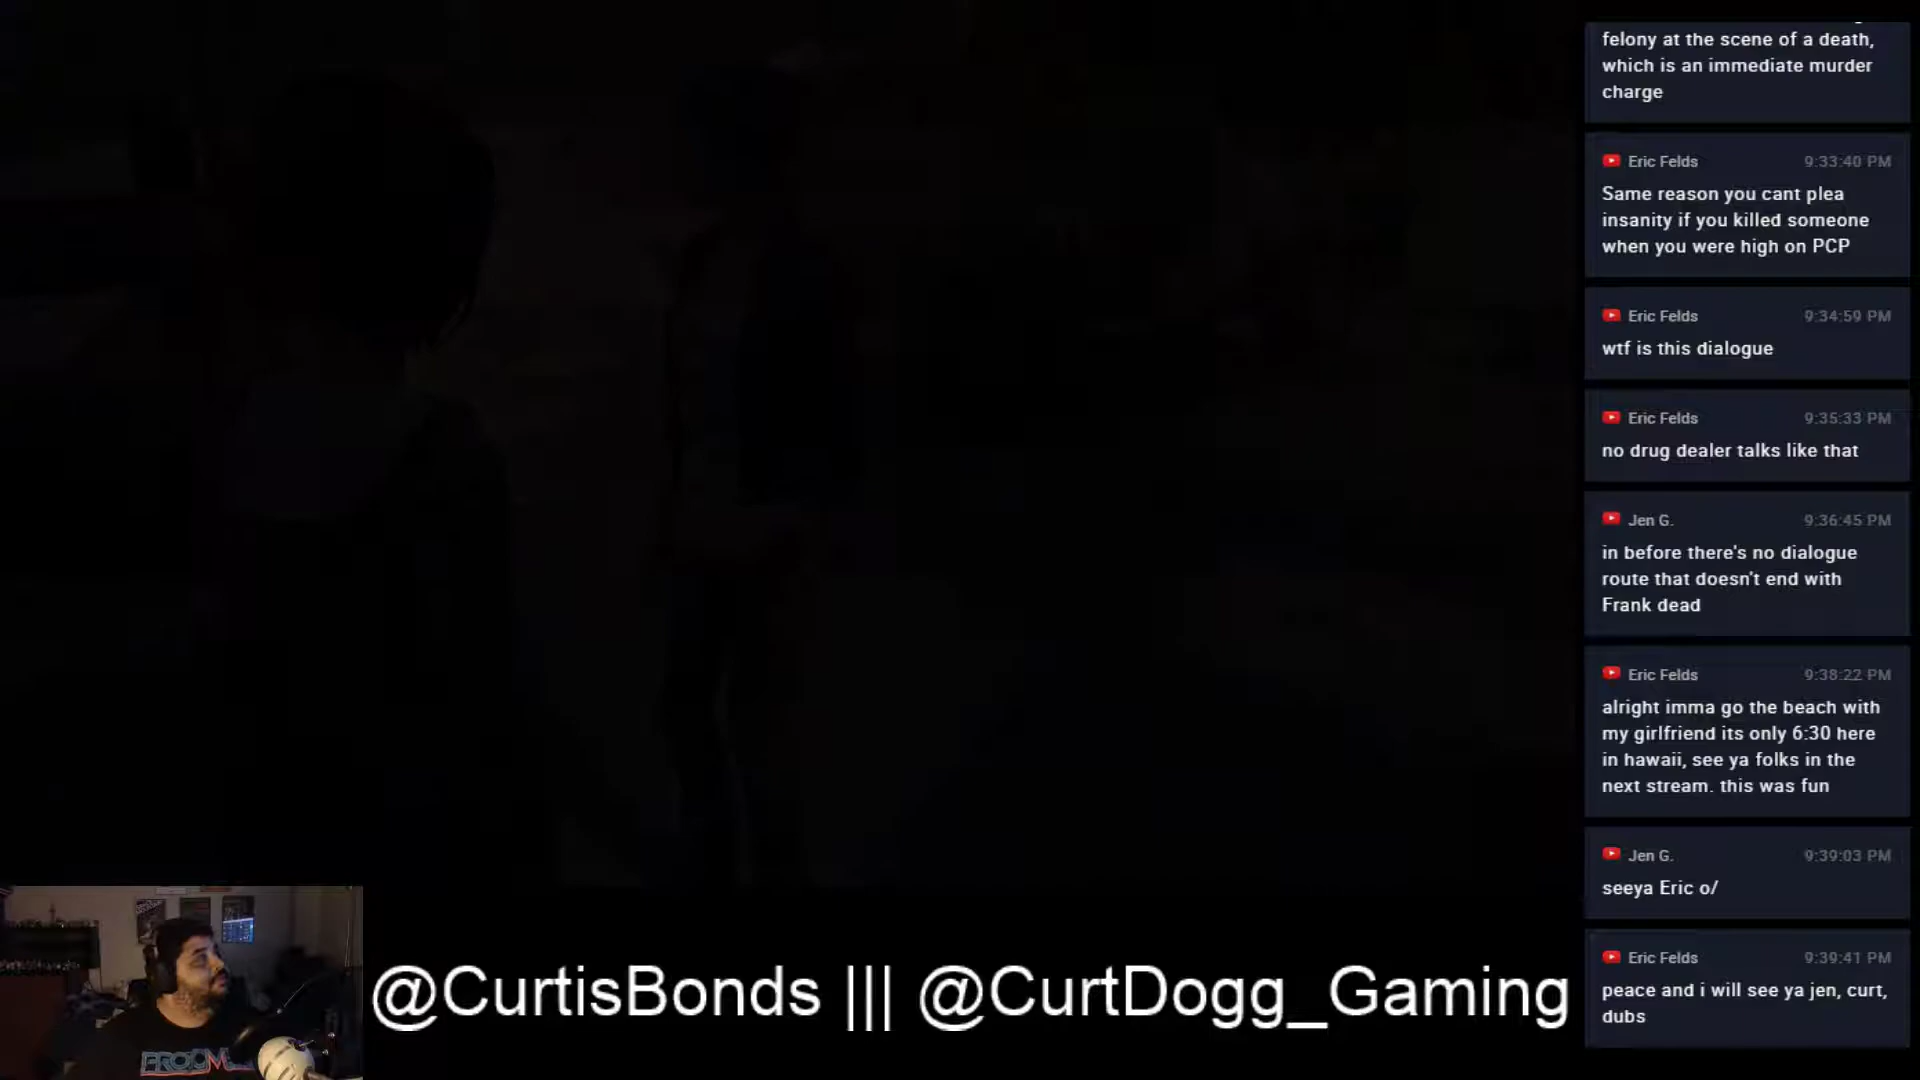 felony at the scene of a death,
which is an immediate murder
charge
Eric Felds 9:33:40 PM
Same reason you cant plea
insanity if you killed someone
when you were high on PCP
Eric Felds 9:34:59 PM
wtf is this dialogue
Eric Felds 9:35:33 PM
no drug dealer talks like that
Jen G. 9:36:45 PM
in before there's no dialogue
route that doesn't end with
Frank dead
Eric Felds 9:38:22 PM
alright imma go the beach with
my girlfriend its only 6:30 here
in hawaii, see ya folks in the
next stream. this was fun
Jen G. 9:39:03 PM
seeya Eric o/
Eric Felds 9:39:41 PM
peace and i will see ya jen, curt,
dubs
@CurtisBonds ||| @CurtDogg_Gaming